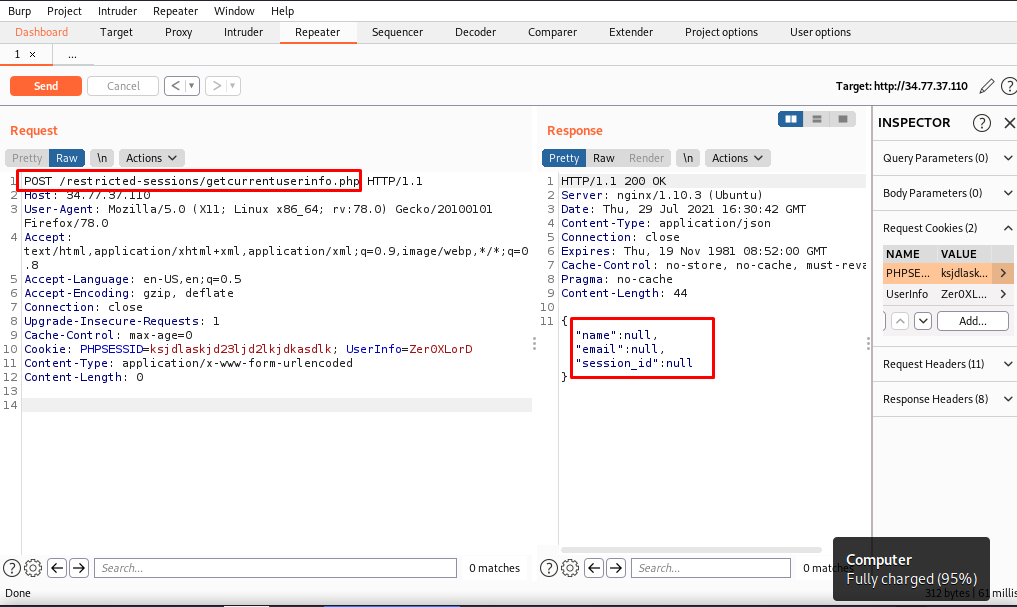 Burp Project Intruder Repeater Window Help
Dashboard Target Proxy Intruder Repeater Sequencer Decoder Comparer Extender Project options User options
1 × ...
Send Cancel < ▾ > ▾ Target: http://34.77.37.110 ?
Request
Pretty Raw \n Actions
1 POST /restricted-sessions/getcurrentuserinfo.php HTTP/1.1
2 Host: 34.77.37.110
3 User-Agent: Mozilla/5.0 (X11; Linux x86_64; rv:78.0) Gecko/20100101
Firefox/78.0
4 Accept:
text/html,application/xhtml+xml,application/xml;q=0.9,image/webp,*/*;q=0
.8
5 Accept-Language: en-US,en;q=0.5
6 Accept-Encoding: gzip, deflate
7 Connection: close
8 Upgrade-Insecure-Requests: 1
9 Cache-Control: max-age=0
10 Cookie: PHPSESSID=ksjdlaskjd23ljd2lkjdkasdlk; UserInfo=Zer0XLorD
11 Content-Type: application/x-www-form-urlencoded
12 Content-Length: 0
13
14
Response
Pretty Raw Render \n Actions
1 HTTP/1.1 200 OK
2 Server: nginx/1.10.3 (Ubuntu)
3 Date: Thu, 29 Jul 2021 16:30:42 GMT
4 Content-Type: application/json
5 Connection: close
6 Expires: Thu, 19 Nov 1981 08:52:00 GMT
7 Cache-Control: no-store, no-cache, must-reva
8 Pragma: no-cache
9 Content-Length: 44
10
11 {
"name":null,
"email":null,
"session_id":null
}
INSPECTOR ? ×
Query Parameters (0)
Body Parameters (0)
Request Cookies (2)
NAME VALUE
PHPSE... ksjdlask... >
UserInfo Zer0XL... >
Add...
Request Headers (11)
Response Headers (8)
? Search... 0 matches
? Search... 0 matches
Computer
Fully charged (95%)
Done
312 bytes | 61 millis